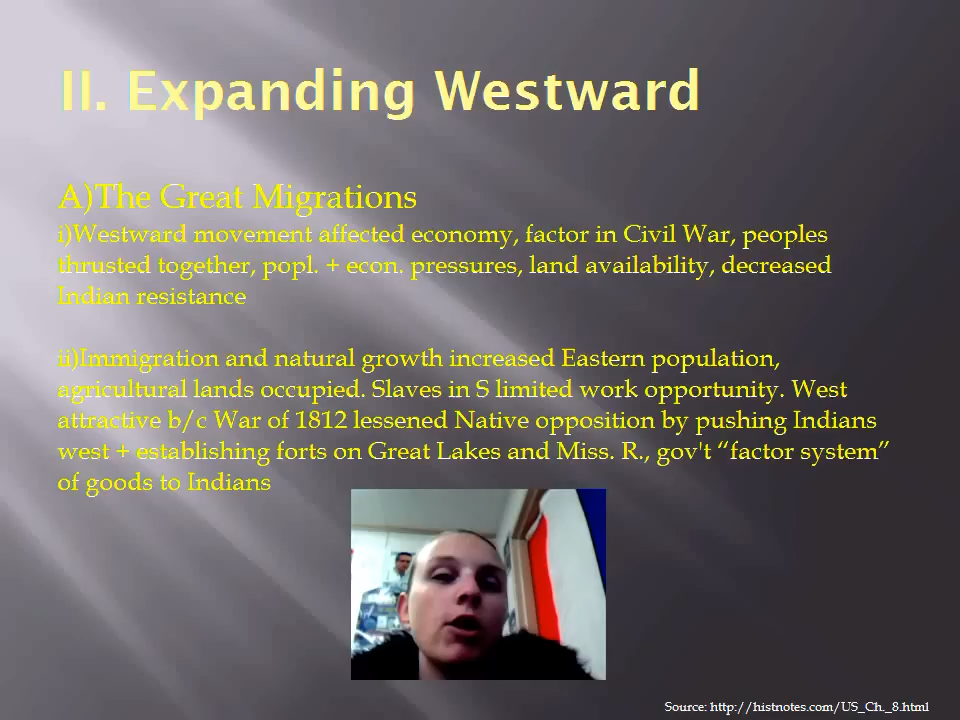 II. Expanding Westward
A)The Great Migrations
i)Westward movement affected economy, factor in Civil War, peoples
thrusted together, popl. + econ. pressures, land availability, decreased
Indian resistance
ii)Immigration and natural growth increased Eastern population,
agricultural lands occupied. Slaves in S limited work opportunity. West
attractive b/c War of 1812 lessened Native opposition by pushing Indians
west + establishing forts on Great Lakes and Miss. R., gov't “factor system”
of goods to Indians
Source: http://histnotes.com/US_Ch._8.html